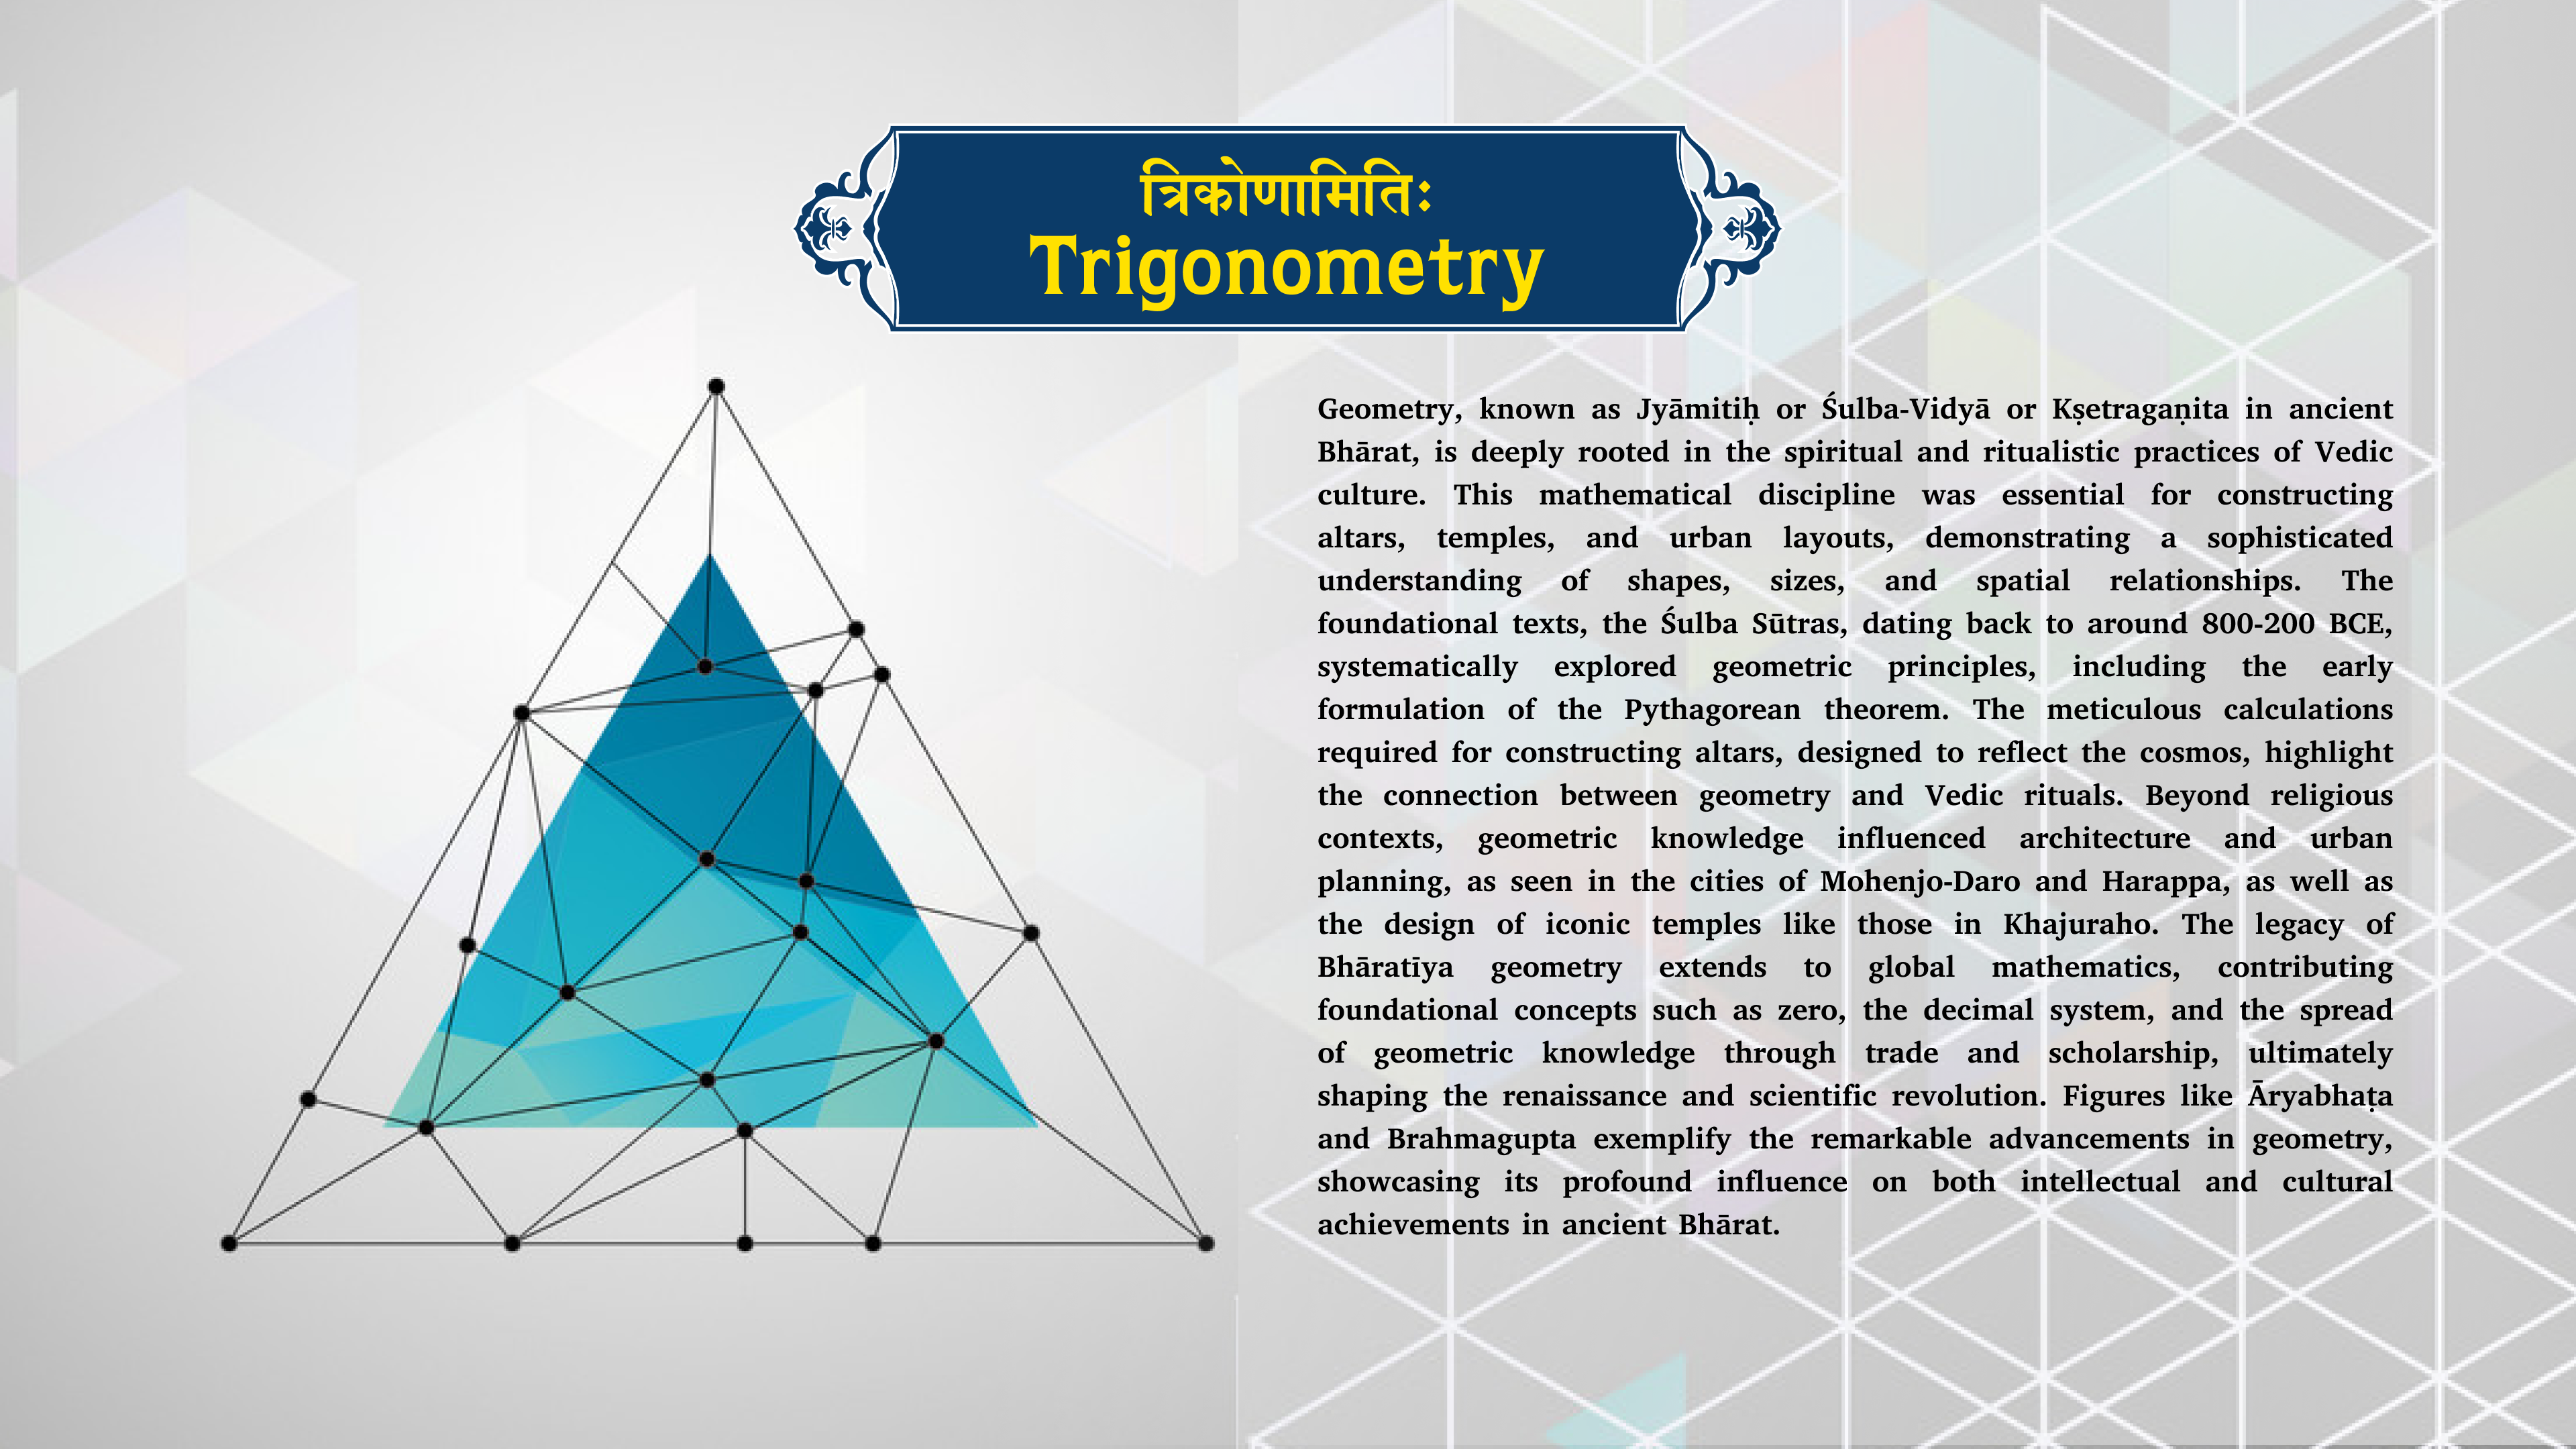 त्रिकोणामितिः
Trigonometry
Geometry, known as Jyāmitiḥ or Śulba-Vidyā or Kṣetragaṇita in ancient
Bhārat, is deeply rooted in the spiritual and ritualistic practices of Vedic
culture. This mathematical discipline was essential for constructing
altars, temples, and urban layouts, demonstrating a sophisticated
understanding of shapes, sizes, and spatial relationships. The
foundational texts, the Śulba Sūtras, dating back to around 800-200 BCE,
systematically explored geometric principles, including the early
formulation of the Pythagorean theorem. The meticulous calculations
required for constructing altars, designed to reflect the cosmos, highlight
the connection between geometry and Vedic rituals. Beyond religious
contexts, geometric knowledge influenced architecture and urban
planning, as seen in the cities of Mohenjo-Daro and Harappa, as well as
the design of iconic temples like those in Khajuraho. The legacy of
Bhāratīya geometry extends to global mathematics, contributing
foundational concepts such as zero, the decimal system, and the spread
of geometric knowledge through trade and scholarship, ultimately
shaping the renaissance and scientific revolution. Figures like Āryabhaṭa
and Brahmagupta exemplify the remarkable advancements in geometry,
showcasing its profound influence on both intellectual and cultural
achievements in ancient Bhārat.